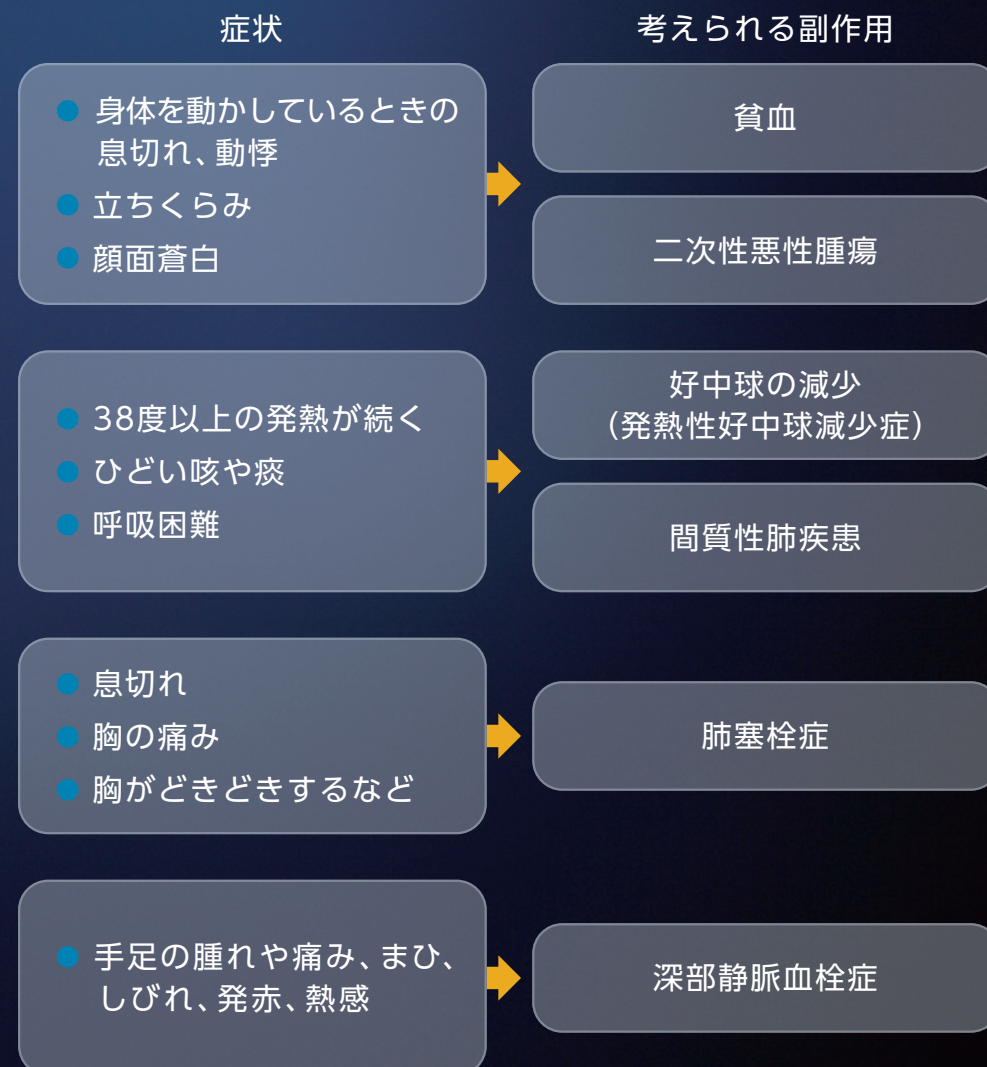 症状
考えられる副作用
身体を動かしているときの
息切れ、動悸
立ちくらみ
顔面蒼白
貧血
二次性悪性腫瘍
38度以上の発熱が続く
ひどい咳や痰
呼吸困難
好中球の減少
(発熱性好中球減少症)
間質性肺疾患
息切れ
胸の痛み
胸がどきどきするなど
肺塞栓症
手足の腫れや痛み、まひ、
しびれ、発赤、熱感
深部静脈血栓症